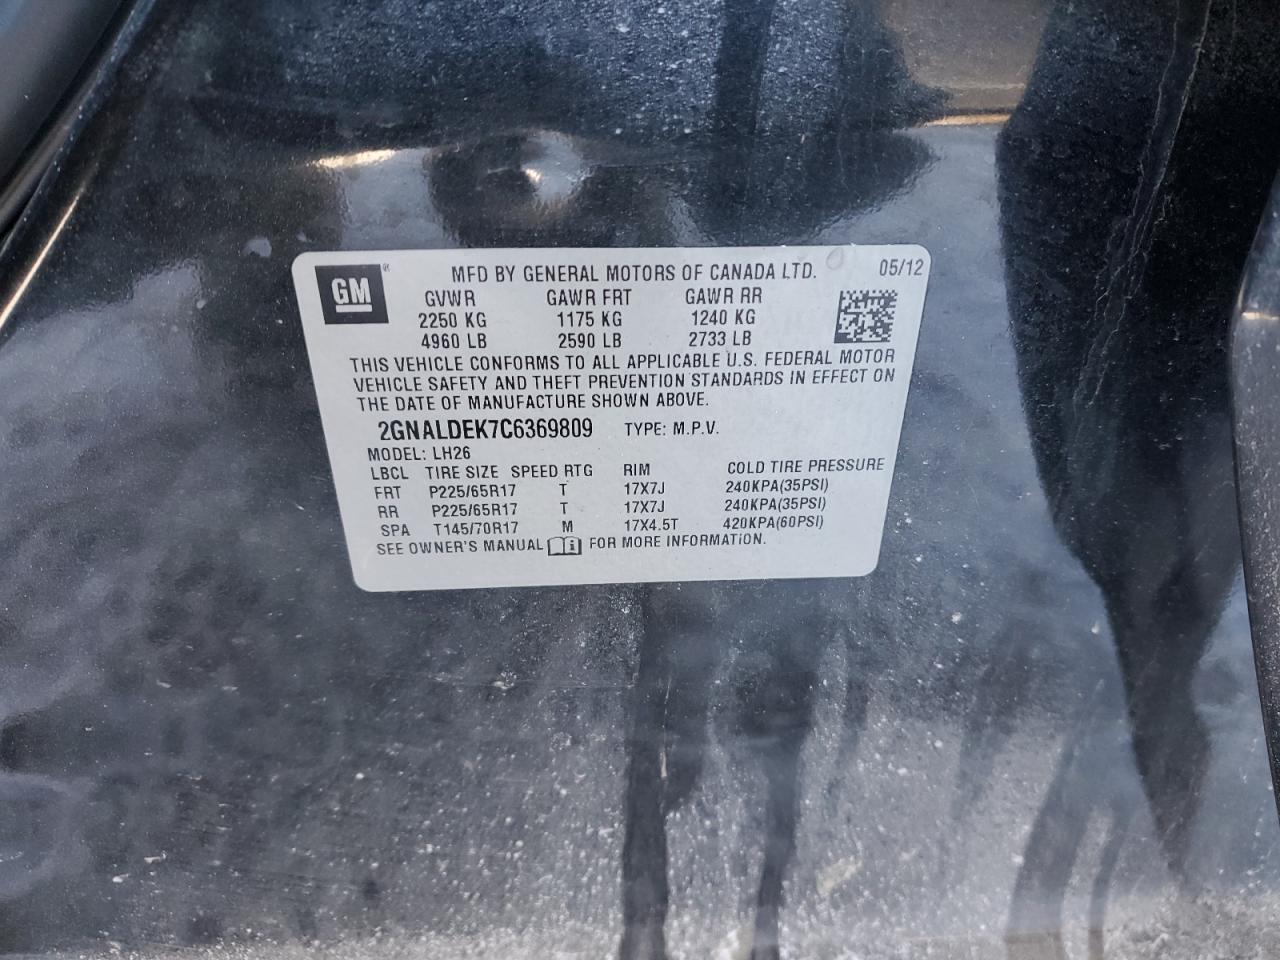 GM ® MFD BY GENERAL MOTORS OF CANADA LTD. 05/12
GVWR GAWR FRT GAWR RR
2250 KG 1175 KG 1240 KG
4960 LB 2590 LB 2733 LB
THIS VEHICLE CONFORMS TO ALL APPLICABLE U.S. FEDERAL MOTOR
VEHICLE SAFETY AND THEFT PREVENTION STANDARDS IN EFFECT ON
THE DATE OF MANUFACTURE SHOWN ABOVE.
2GNALDEK7C6369809 TYPE: M.P.V.
MODEL: LH26
LBCL TIRE SIZE SPEED RTG RIM COLD TIRE PRESSURE
FRT P225/65R17 T 17X7J 240KPA(35PSI)
RR P225/65R17 T 17X7J 240KPA(35PSI)
SPA T145/70R17 M 17X4.5T 420KPA(60PSI)
SEE OWNER'S MANUAL FOR MORE INFORMATION.